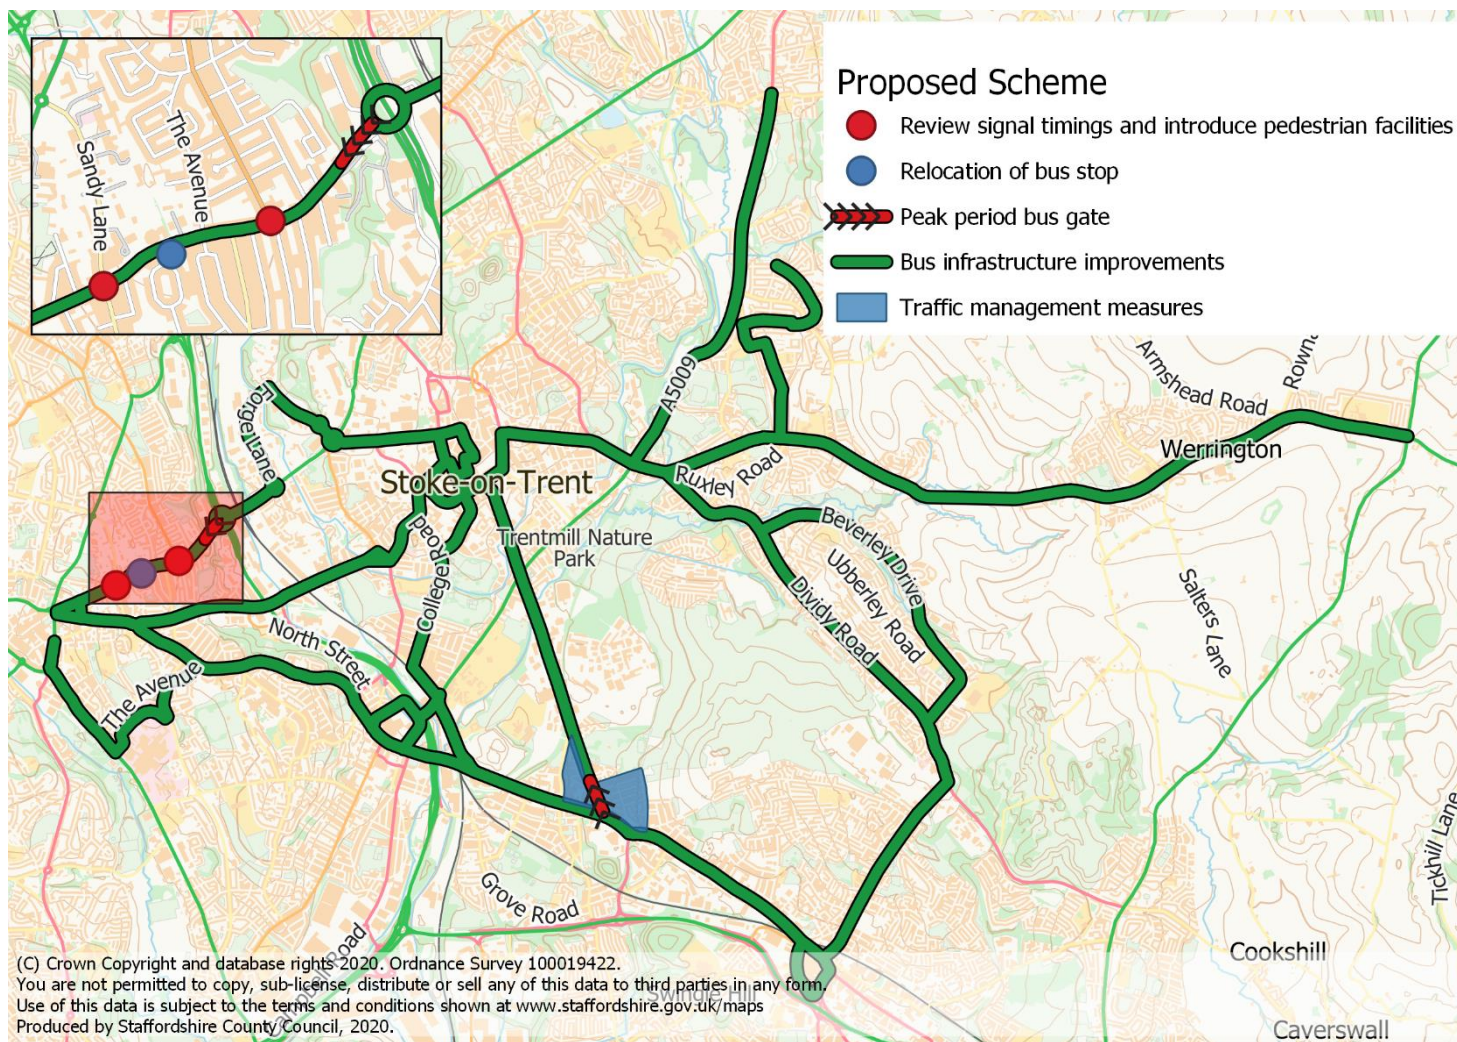 Proposed Scheme
Review signal timings and introduce pedestrian facilities
Relocation of bus stop
Peak period bus gate
Bus infrastructure improvements
Traffic management measures
Sandy Lane
The Avenue
A5009
Armshead Road
Rowna
Werrington
Forge Lane
Stoke-on-Trent
Ruxley Road
Trentmill Nature
Park
College Road
Beverley Drive
Ubberley Road
Dividy Road
Salters Lane
North Street
The Avenue
Grove Road
Tickhill Lane
Cookshill
Campbell Road
Swingle Hill
Caverswall
(C) Crown Copyright and database rights 2020. Ordnance Survey 100019422.
You are not permitted to copy, sub-license, distribute or sell any of this data to third parties in any form.
Use of this data is subject to the terms and conditions shown at www.staffordshire.gov.uk/maps
Produced by Staffordshire County Council, 2020.